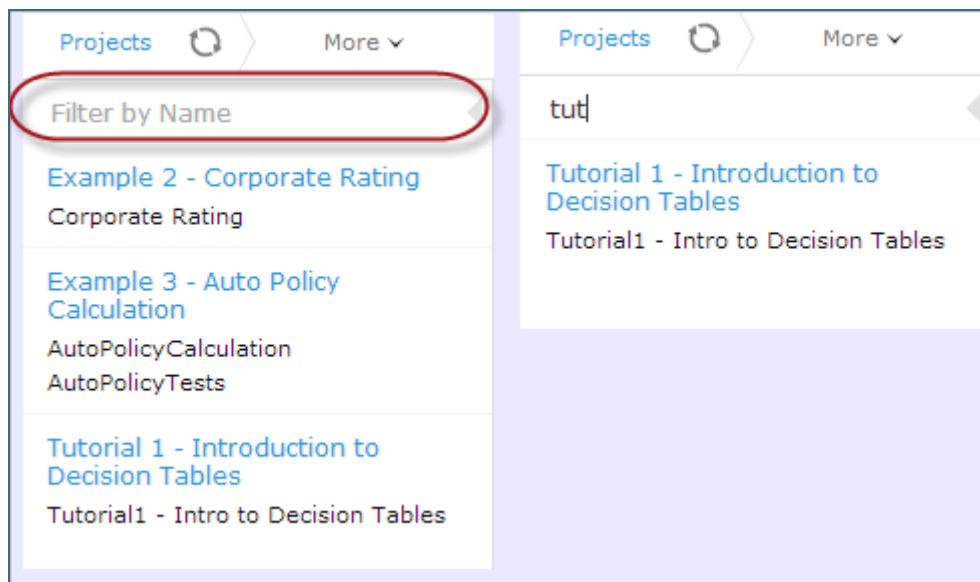 Projects More
Filter by Name
Example 2 - Corporate Rating
Corporate Rating
Example 3 - Auto Policy
Calculation
AutoPolicyCalculation
AutoPolicyTests
Tutorial 1 - Introduction to
Decision Tables
Tutorial1 - Intro to Decision Tables
Projects More
tut
Tutorial 1 - Introduction to
Decision Tables
Tutorial1 - Intro to Decision Tables